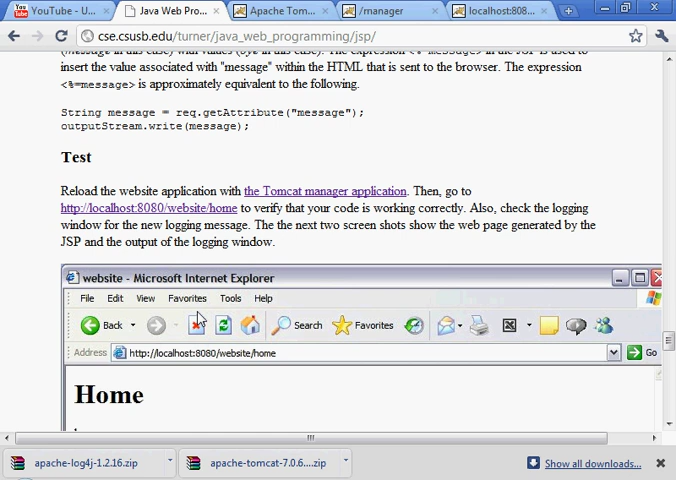 YouTube - U...
Java Web Pro...
Apache Tom...
/manager
localhost:808...
cse.csusb.edu/turner/java_web_programming/jsp/
insert the value associated with "message" within the HTML that is sent to the browser. The expression
<%=message> is approximately equivalent to the following.
String message = req.getAttribute("message");
outputStream.write(message);
Test
Reload the website application with the Tomcat manager application. Then, go to
http://localhost:8080/website/home to verify that your code is working correctly. Also, check the logging
window for the new logging message. The the next two screen shots show the web page generated by the
JSP and the output of the logging window.
website - Microsoft Internet Explorer
File Edit View Favorites Tools Help
Back Search Favorites
Address http://localhost:8080/website/home Go
Home
apache-log4j-1.2.16.zip
apache-tomcat-7.0.6....zip
Show all downloads...